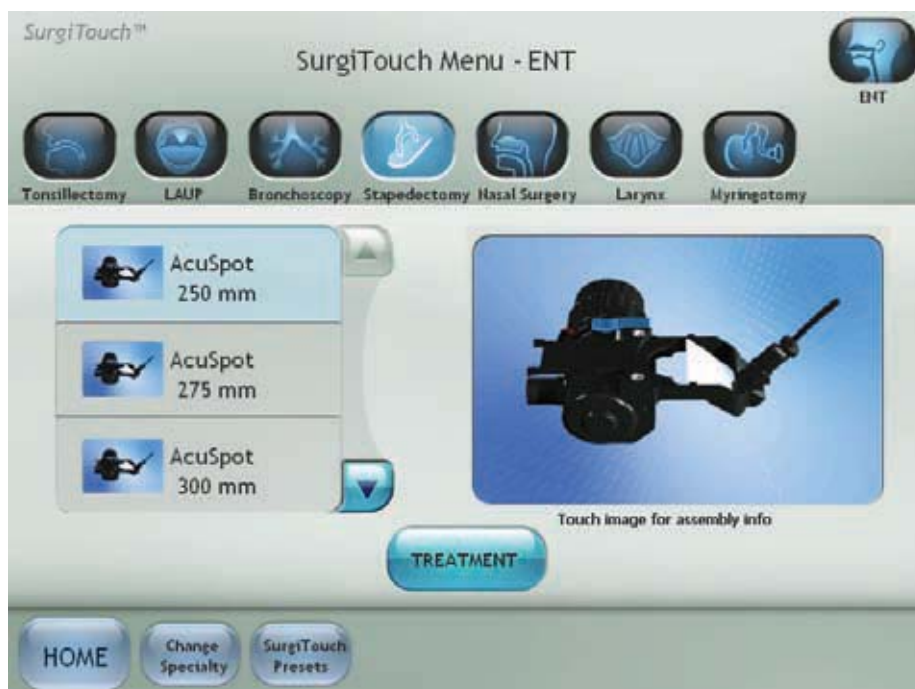 SurgiTouch™
SurgiTouch Menu - ENT
ENT
Tonsillectomy
LAUP
Bronchoscopy
Stapedectomy
Nasal Surgery
Larynx
Myringotomy
AcuSpot
250 mm
AcuSpot
275 mm
AcuSpot
300 mm
Touch image for assembly info
TREATMENT
HOME
Change
Specialty
SurgiTouch
Presets